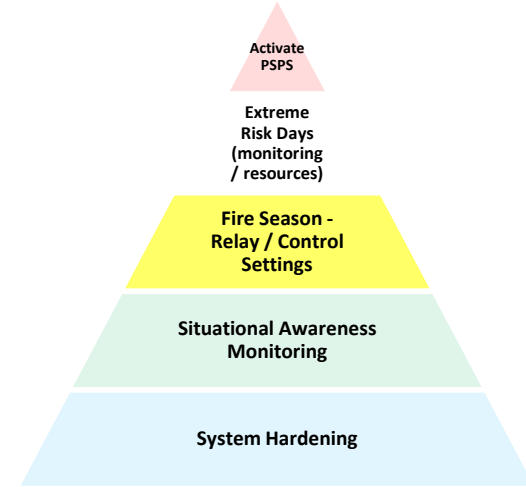 Activate
PSPS
Extreme
Risk Days
(monitoring
/ resources)
Fire Season -
Relay / Control
Settings
Situational Awareness
Monitoring
System Hardening